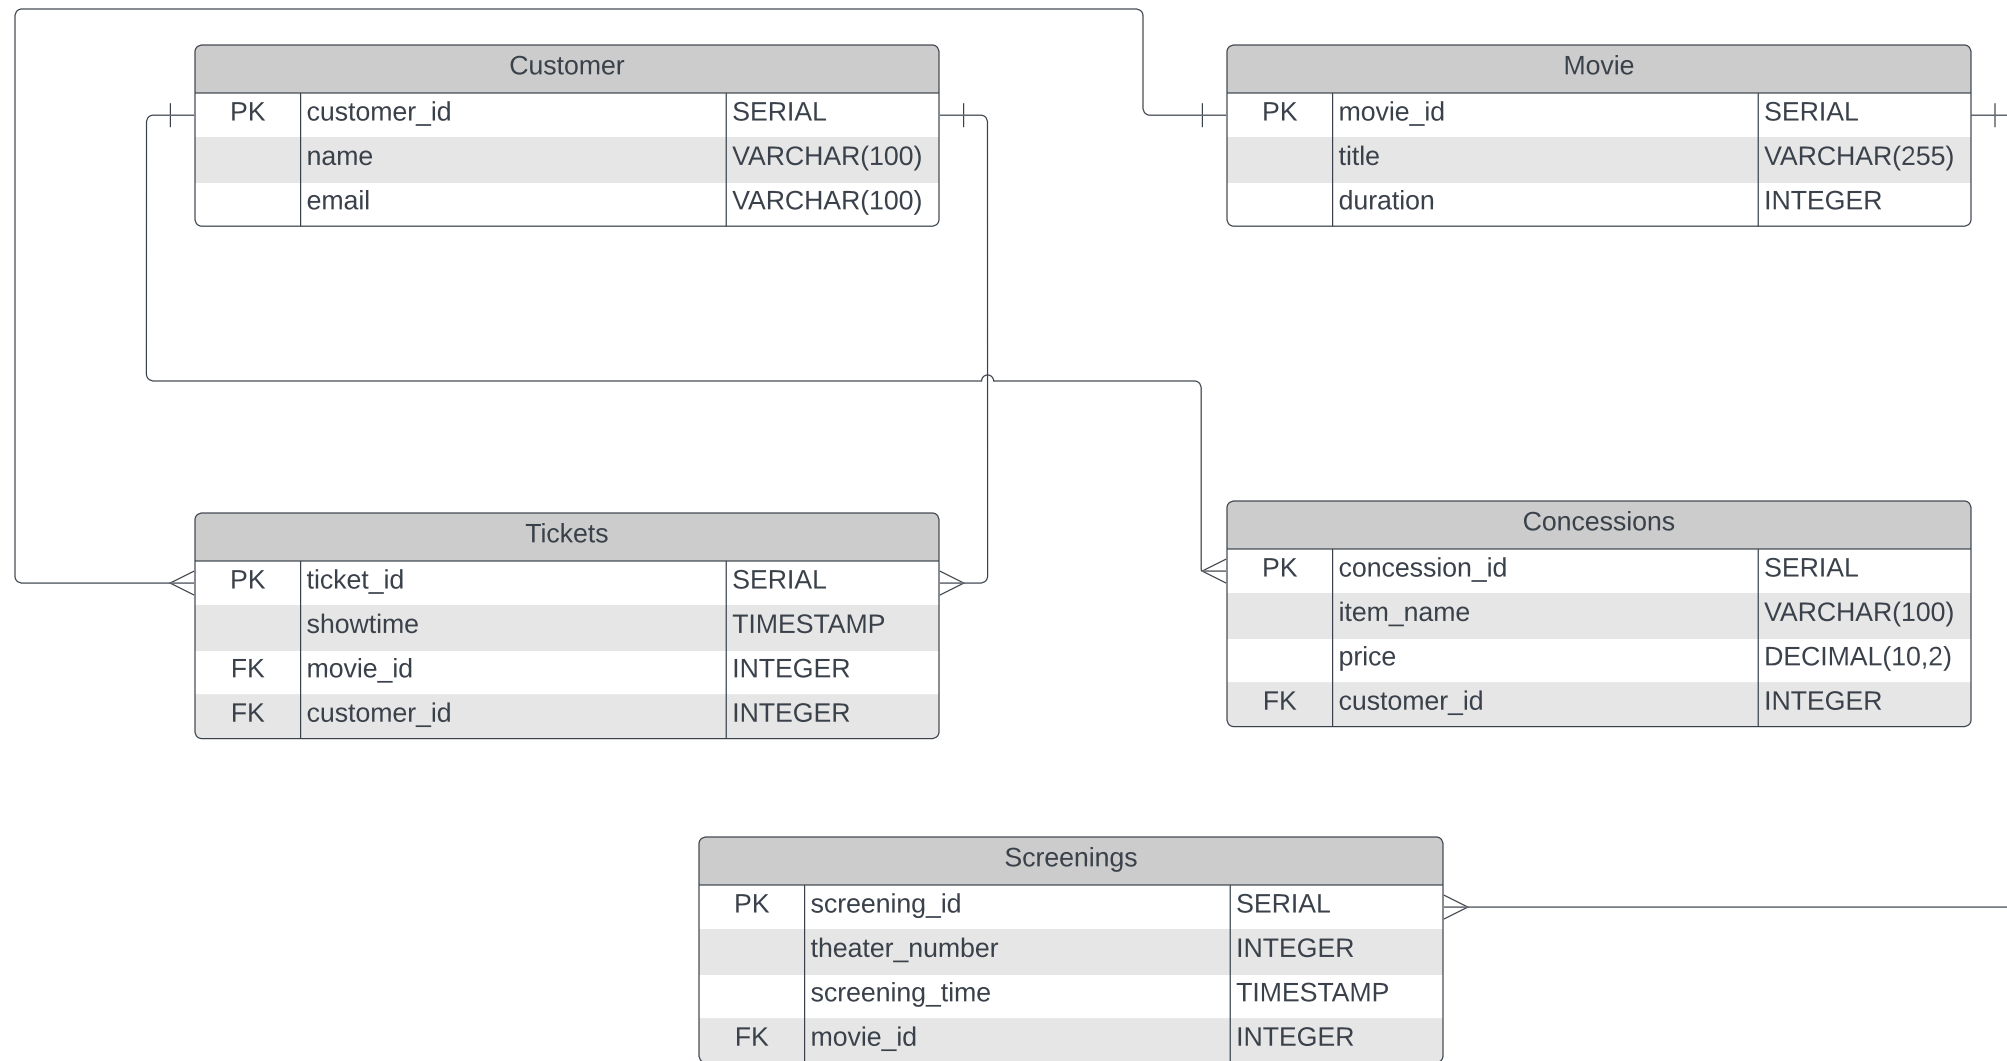 Customer
PK customer_id SERIAL
name VARCHAR(100)
email VARCHAR(100)
Movie
PK movie_id SERIAL
title VARCHAR(255)
duration INTEGER
Tickets
PK ticket_id SERIAL
showtime TIMESTAMP
FK movie_id INTEGER
FK customer_id INTEGER
Concessions
PK concession_id SERIAL
item_name VARCHAR(100)
price DECIMAL(10,2)
FK customer_id INTEGER
Screenings
PK screening_id SERIAL
theater_number INTEGER
screening_time TIMESTAMP
FK movie_id INTEGER